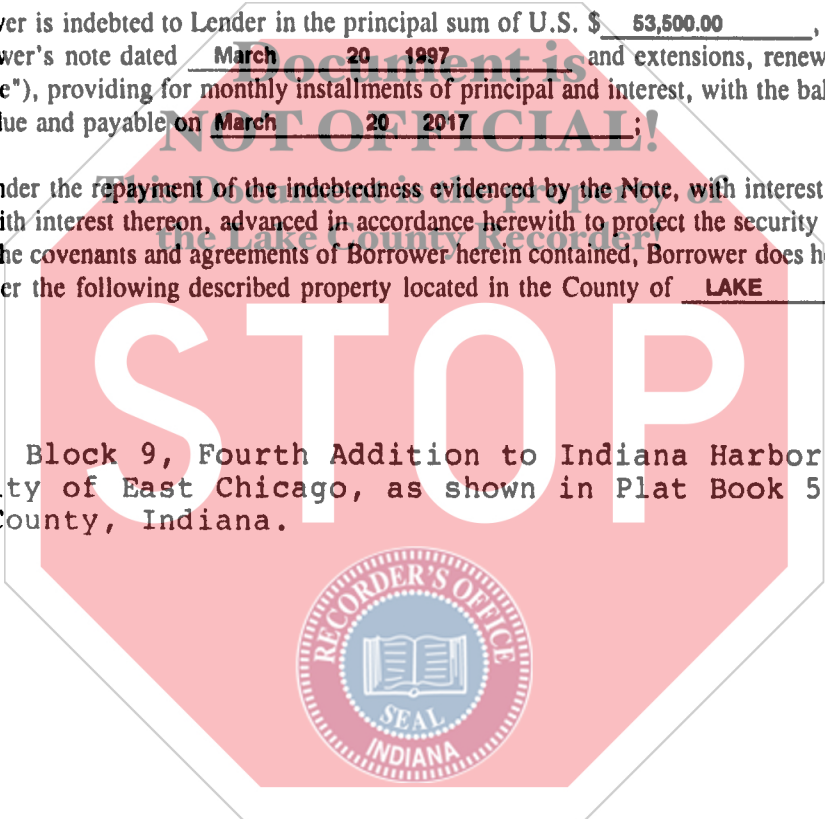 ver is indebted to Lender in the principal sum of U.S. $ 53,500.00 ,
wer's note dated March 20 1997 and extensions, renew
e"), providing for monthly installments of principal and interest, with the bal
lue and payable on March 20 2017 ;
Document is
NOT OFFICIAL!
This Document is the property of
the Lake County Recorder!
nder the repayment of the indebtedness evidenced by the Note, with interest
ith interest thereon, advanced in accordance herewith to protect the security
he covenants and agreements of Borrower herein contained, Borrower does he
er the following described property located in the County of LAKE
STOP
Block 9, Fourth Addition to Indiana Harbor
ty of East Chicago, as shown in Plat Book 5
County, Indiana.
RECORDER'S OFFICE
SEAL
INDIANA